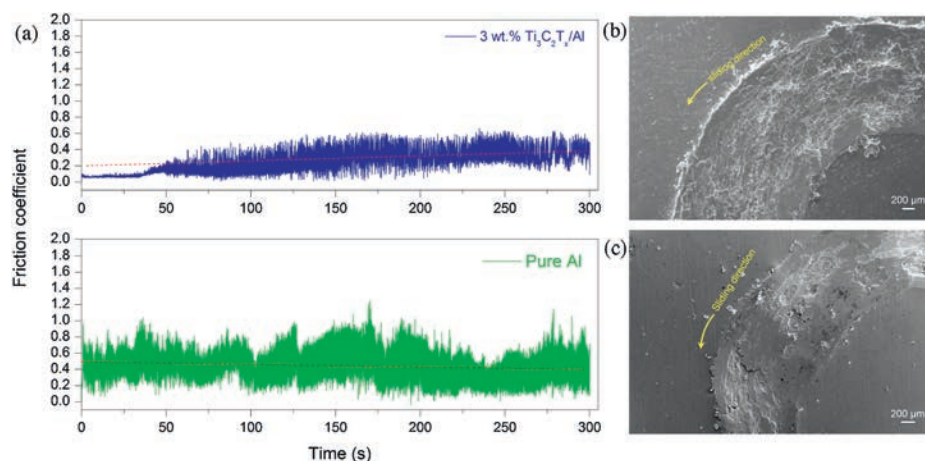 (a)
2.0
1.8
1.6
1.4
1.2
1.0
0.8
0.6
0.4
0.2
0.0
3 wt.% Ti₃C₂Tₓ/Al
0 50 100 150 200 250 300
Friction coefficient
2.0
1.8
1.6
1.4
1.2
1.0
0.8
0.6
0.4
0.2
0.0
Pure Al
0 50 100 150 200 250 300
Time (s)
(b)
sliding direction
200 μm
(c)
Sliding direction
200 μm